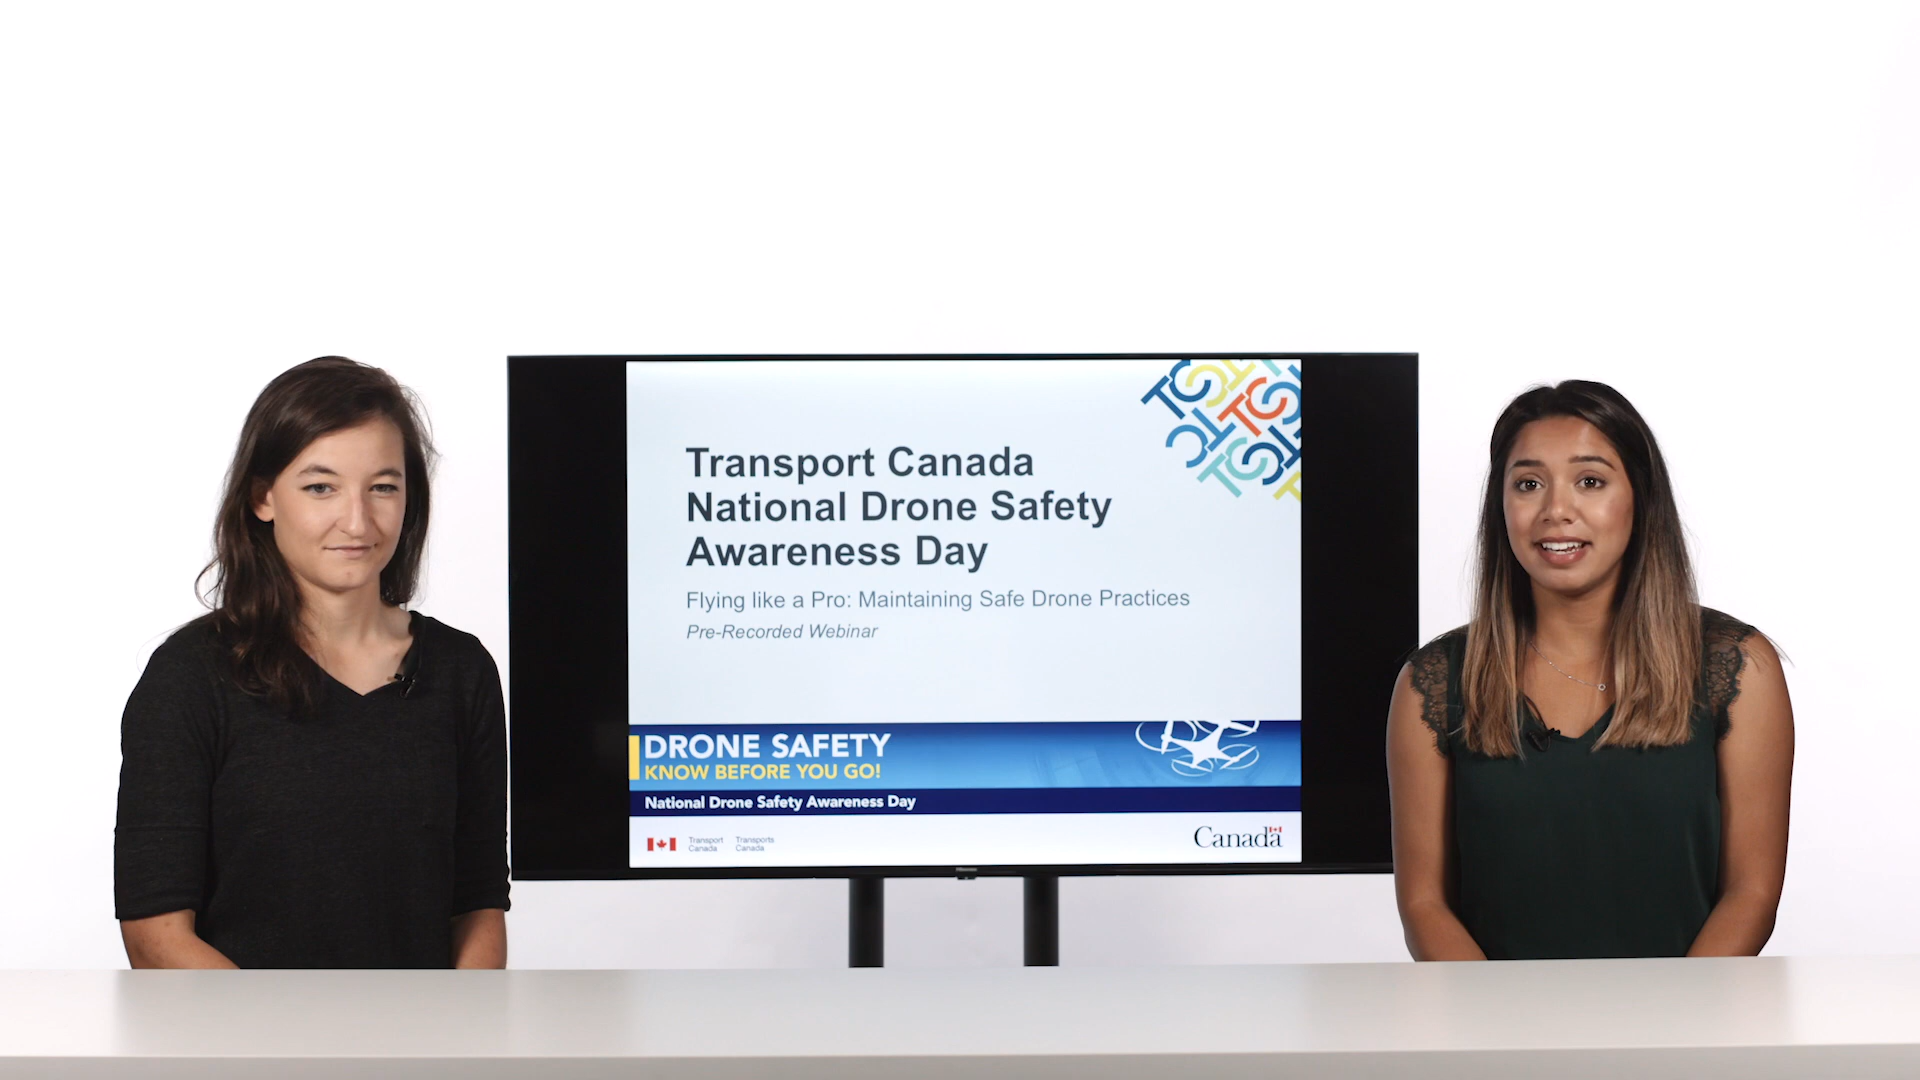 Transport Canada
National Drone Safety
Awareness Day
Flying like a Pro: Maintaining Safe Drone Practices
Pre-Recorded Webinar
DRONE SAFETY
KNOW BEFORE YOU GO!
National Drone Safety Awareness Day
Transport Canada
Transports Canada
Canada
Hisense